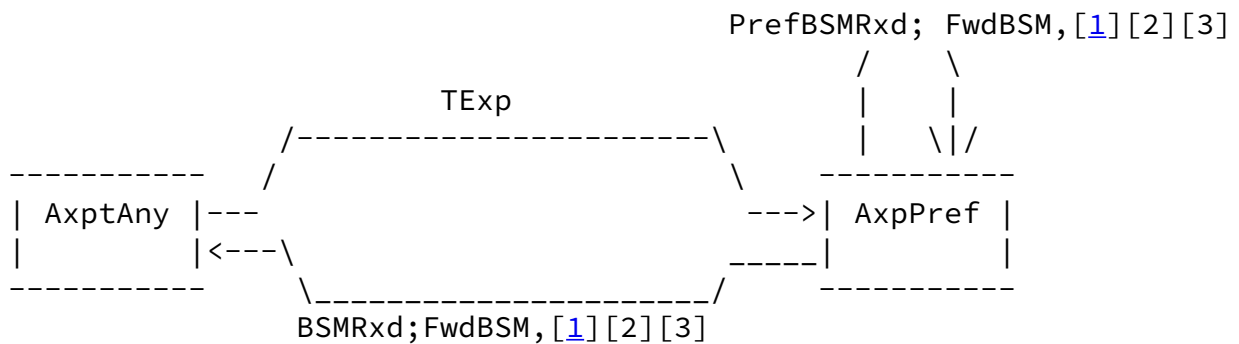 PrefBSMRxd; FwdBSM,[1][2][3]
TExp
AxptAny
AxpPref
BSMRxd;FwdBSM,[1][2][3]